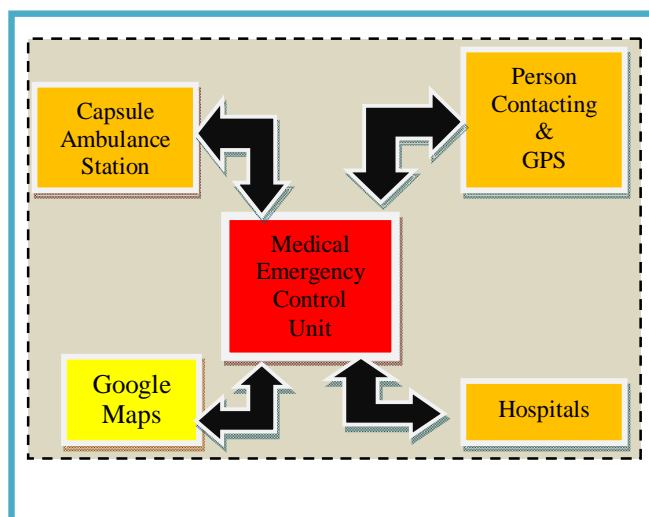 Capsule
Ambulance
Station
Person
Contacting
&
GPS
Medical
Emergency
Control
Unit
Google
Maps
Hospitals